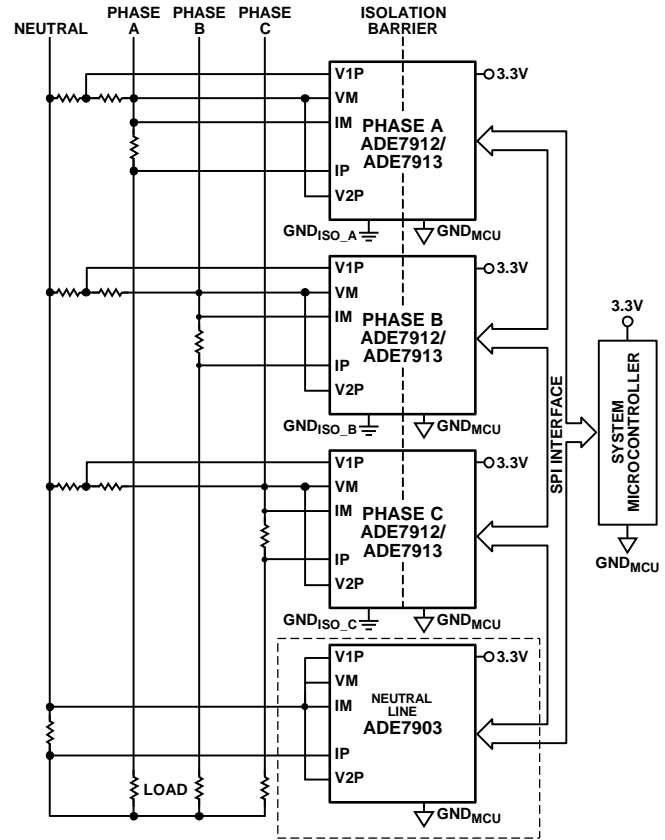 NEUTRAL
PHASE
A
PHASE
B
PHASE
C
ISOLATION
BARRIER
V1P
VM
IM
IP
V2P
PHASE A
ADE7912/
ADE7913
3.3V
GNDISO_A
GNDMCU
V1P
VM
IM
IP
V2P
PHASE B
ADE7912/
ADE7913
3.3V
GNDISO_B
GNDMCU
V1P
VM
IM
IP
V2P
PHASE C
ADE7912/
ADE7913
3.3V
GNDISO_C
GNDMCU
V1P
VM
IM
IP
V2P
NEUTRAL
LINE
ADE7903
3.3V
GNDMCU
LOAD
SPI INTERFACE
3.3V
SYSTEM
MICROCONTROLLER
GNDMCU